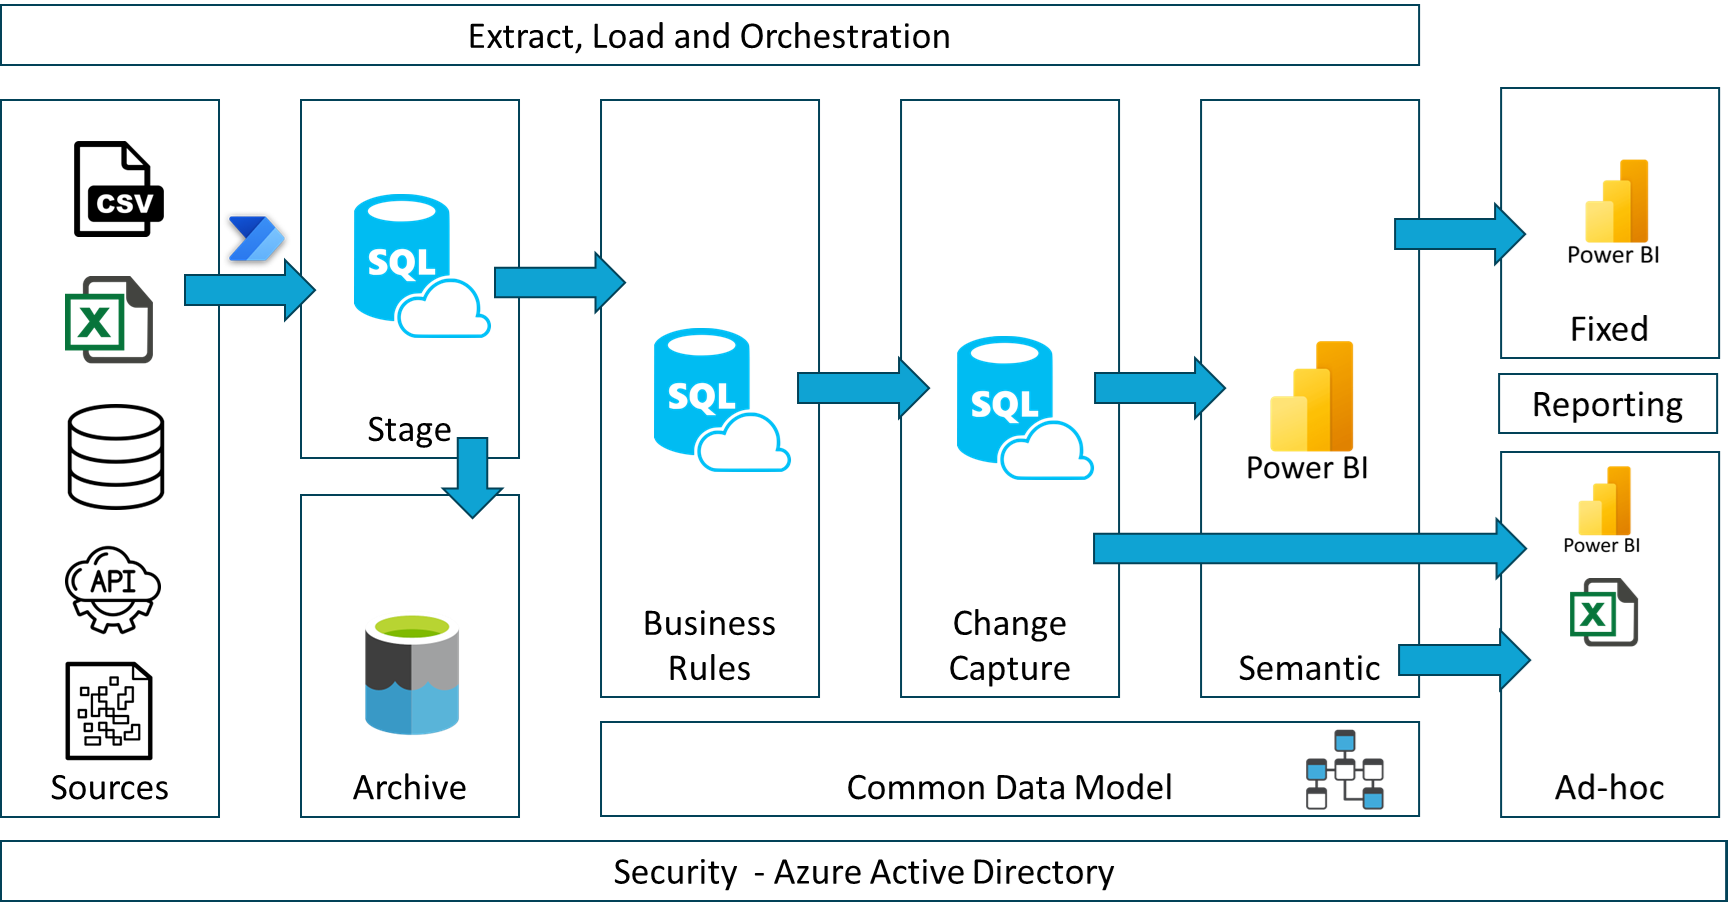 Extract, Load and Orchestration
CSV
X
API
Sources
SQL
Stage
Archive
SQL
Business
Rules
SQL
Change
Capture
Power BI
Semantic
Common Data Model
Power BI
Fixed
Reporting
Power BI
X
Ad-hoc
Security - Azure Active Directory